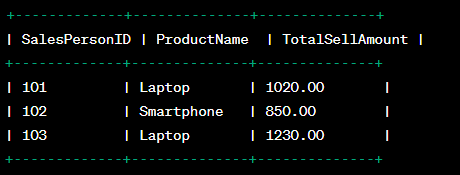 +-------------+-------------+-------------+
| SalesPersonID | ProductName  | TotalSellAmount |
+-------------+-------------+-------------+
| 101         | Laptop      | 1020.00       |
| 102         | Smartphone  | 850.00        |
| 103         | Laptop      | 1230.00       |
+-------------+-------------+-------------+